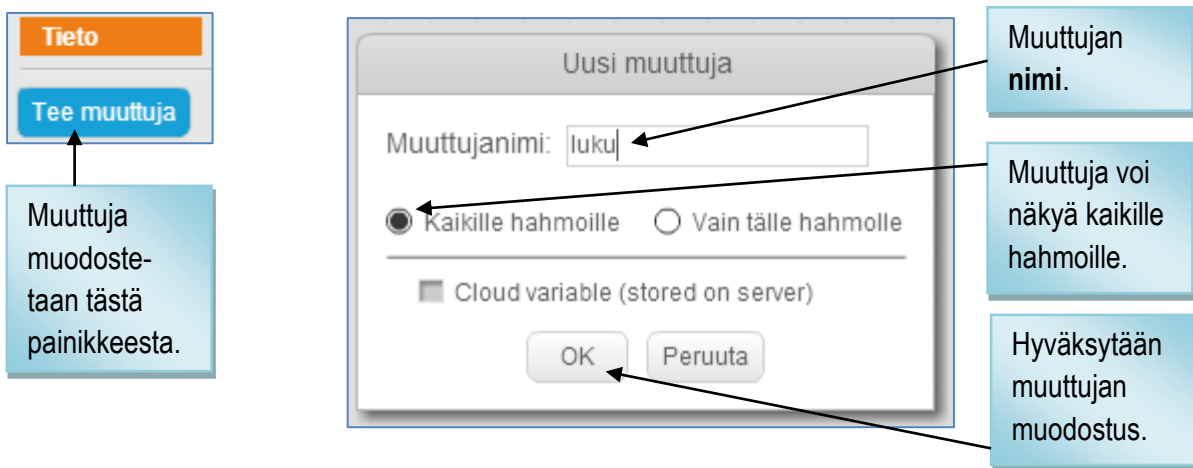 Tieto
Tee muuttuja
Muuttuja
muodoste-
taan tästä
painikkeesta.
Uusi muuttuja
Muuttujanimi: luku
Kaikille hahmoille Vain tälle hahmolle
Cloud variable (stored on server)
OK Peruuta
Muuttujan
nimi.
Muuttuja voi
näkyä kaikille
hahmoille.
Hyväksytään
muuttujan
muodostus.